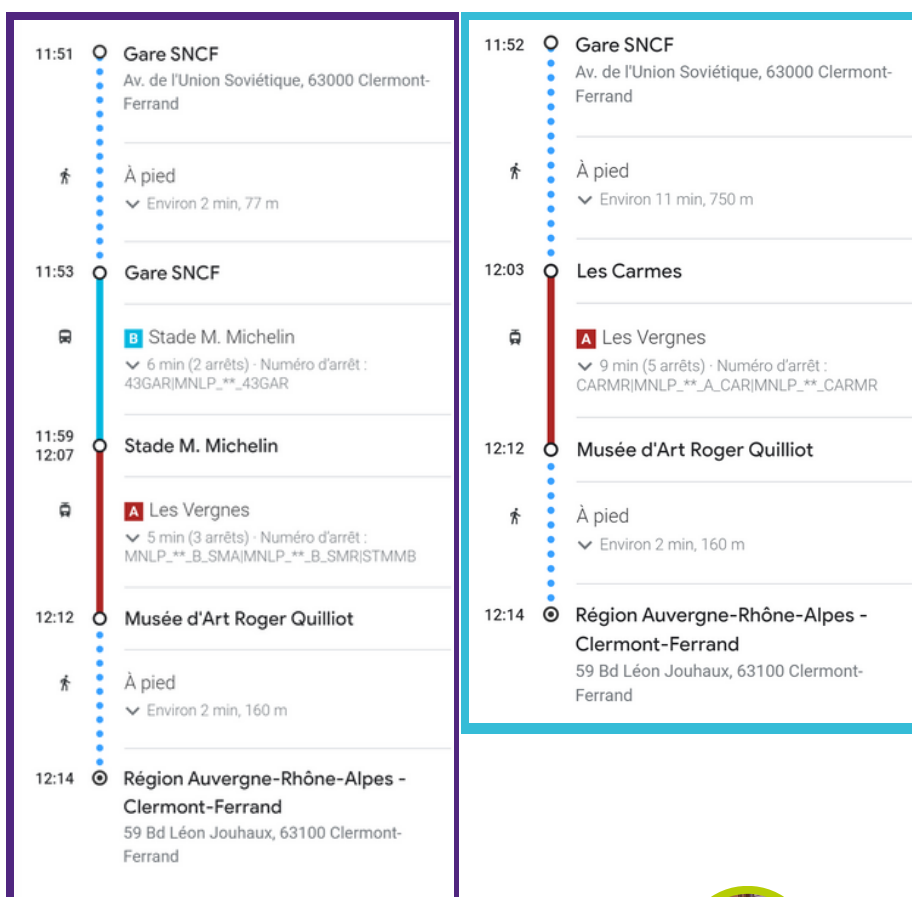 11:51 Gare SNCF
Av. de l'Union Soviétique, 63000 Clermont-
Ferrand
À pied
Environ 2 min, 77 m
11:53 Gare SNCF
B Stade M. Michelin
6 min (2 arrêts) · Numéro d'arrêt :
43GAR|MNLP_**_43GAR
11:59
12:07 Stade M. Michelin
A Les Vergnes
5 min (3 arrêts) · Numéro d'arrêt :
MNLP_**_B_SMA|MNLP_**_B_SMR|STMMB
12:12 Musée d'Art Roger Quilliot
À pied
Environ 2 min, 160 m
12:14 Région Auvergne-Rhône-Alpes -
Clermont-Ferrand
59 Bd Léon Jouhaux, 63100 Clermont-
Ferrand
11:52 Gare SNCF
Av. de l'Union Soviétique, 63000 Clermont-
Ferrand
À pied
Environ 11 min, 750 m
12:03 Les Carmes
A Les Vergnes
9 min (5 arrêts) · Numéro d'arrêt :
CARMR|MNLP_**_A_CAR|MNLP_**_CARMR
12:12 Musée d'Art Roger Quilliot
À pied
Environ 2 min, 160 m
12:14 Région Auvergne-Rhône-Alpes -
Clermont-Ferrand
59 Bd Léon Jouhaux, 63100 Clermont-
Ferrand